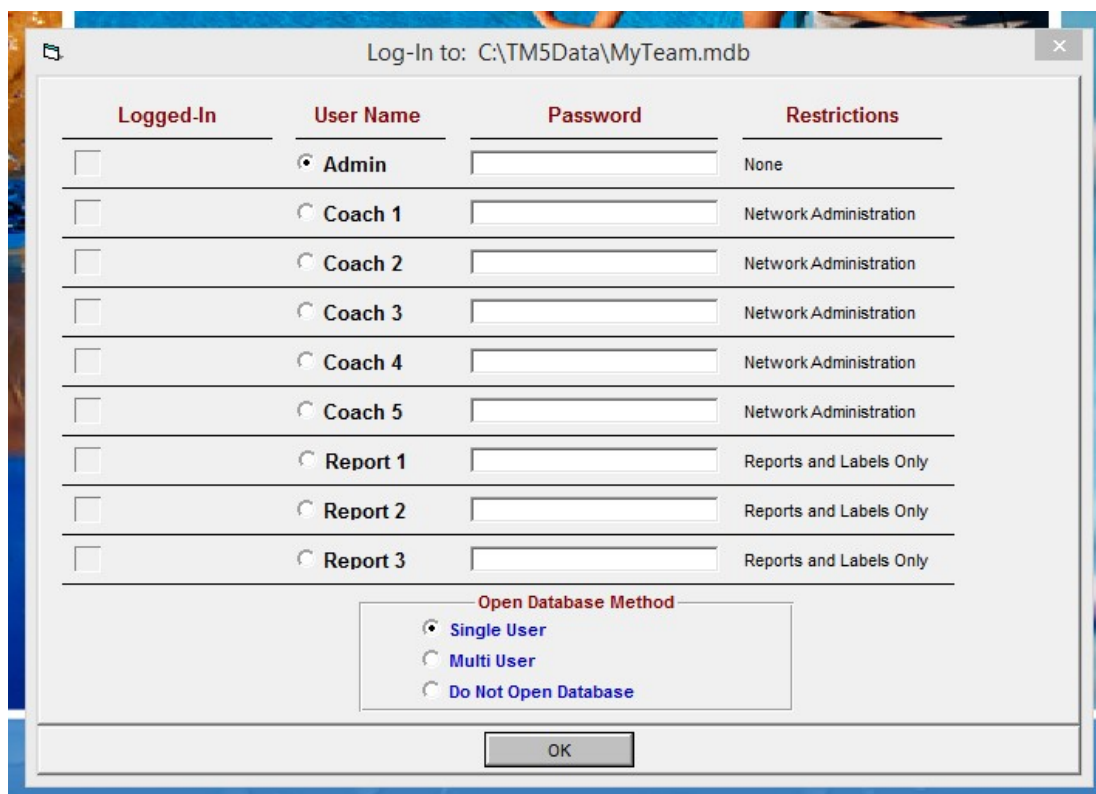 Log-In to: C:\TM5Data\MyTeam.mdb
Logged-In User Name Password Restrictions
Admin None
Coach 1 Network Administration
Coach 2 Network Administration
Coach 3 Network Administration
Coach 4 Network Administration
Coach 5 Network Administration
Report 1 Reports and Labels Only
Report 2 Reports and Labels Only
Report 3 Reports and Labels Only
Open Database Method
Single User
Multi User
Do Not Open Database
OK